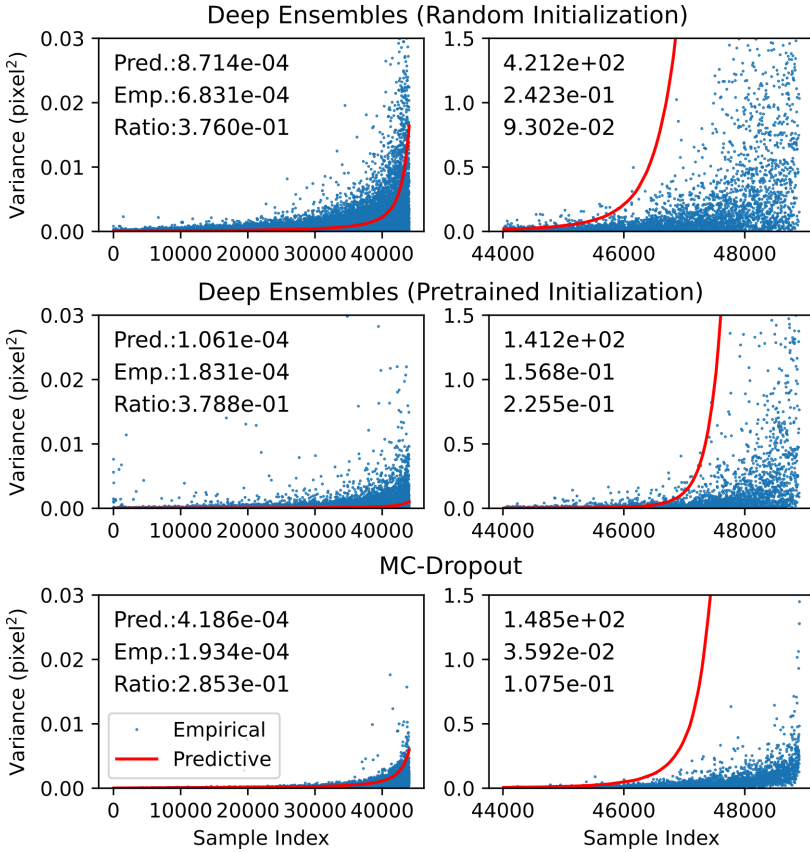 Deep Ensembles (Random Initialization)
Variance (pixel²)
0.03
0.02
0.01
0.00
Pred.:8.714e-04
Emp.:6.831e-04
Ratio:3.760e-01
0 10000 20000 30000 40000
1.5
1.0
0.5
0.0
4.212e+02
2.423e-01
9.302e-02
44000 46000 48000
Deep Ensembles (Pretrained Initialization)
Variance (pixel²)
0.03
0.02
0.01
0.00
Pred.:1.061e-04
Emp.:1.831e-04
Ratio:3.788e-01
0 10000 20000 30000 40000
1.5
1.0
0.5
0.0
1.412e+02
1.568e-01
2.255e-01
44000 46000 48000
MC-Dropout
Variance (pixel²)
0.03
0.02
0.01
0.00
Pred.:4.186e-04
Emp.:1.934e-04
Ratio:2.853e-01
Empirical
Predictive
0 10000 20000 30000 40000
Sample Index
1.5
1.0
0.5
0.0
1.485e+02
3.592e-02
1.075e-01
44000 46000 48000
Sample Index